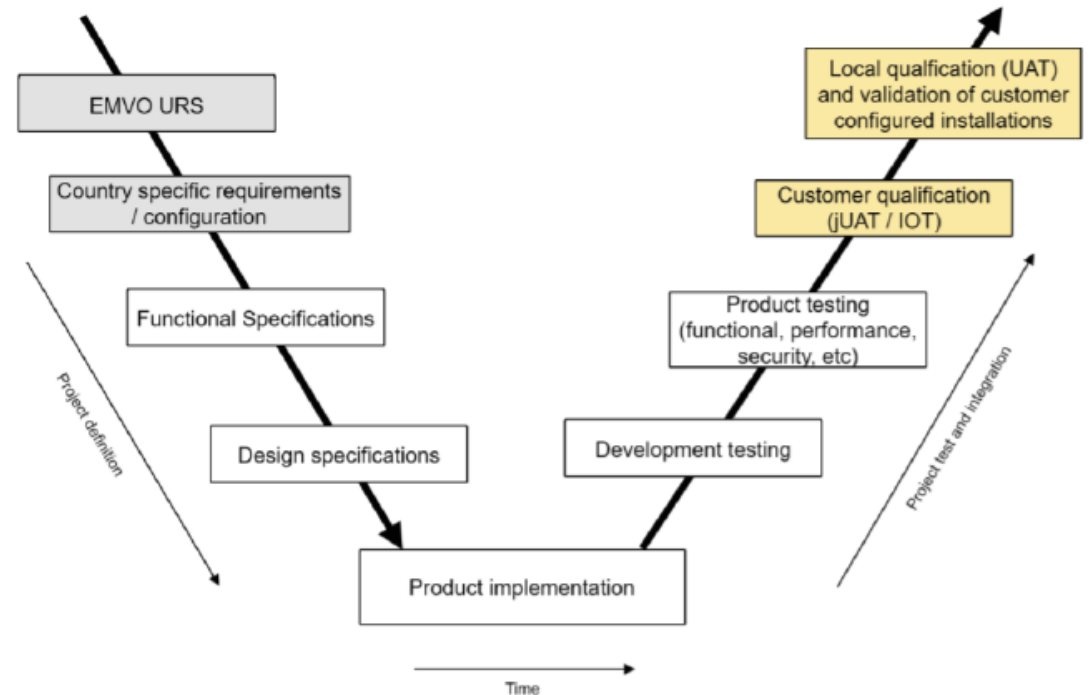 EMVO URS
Local qualfication (UAT)
and validation of customer
configured installations
Country specific requirements
/ configuration
Customer qualification
(jUAT / IOT)
Functional Specifications
Product testing
(functional, performance,
security, etc)
Project definition
Project test and integration
Design specifications
Development testing
Product implementation
Time